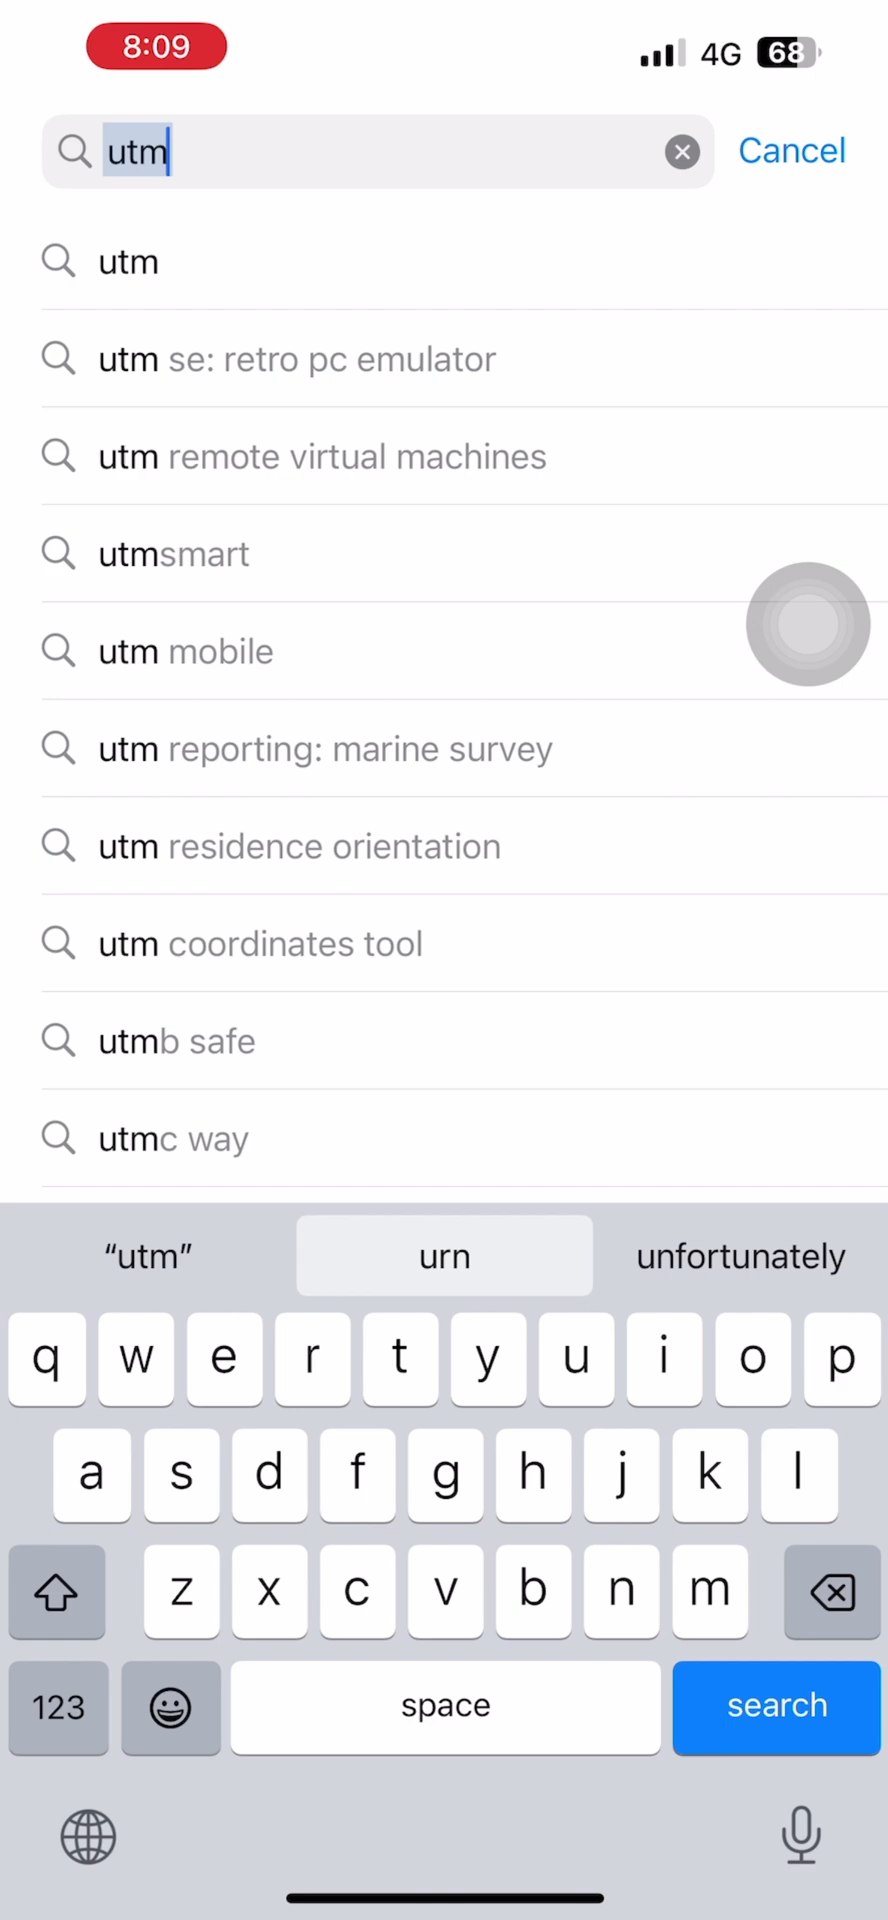 8:09
4G 68
utm
Cancel
utm
utm se: retro pc emulator
utm remote virtual machines
utmsmart
utm mobile
utm reporting: marine survey
utm residence orientation
utm coordinates tool
utmb safe
utmc way
“utm” urn unfortunately
q w e r t y u i o p
a s d f g h j k l
z x c v b n m
123 space search